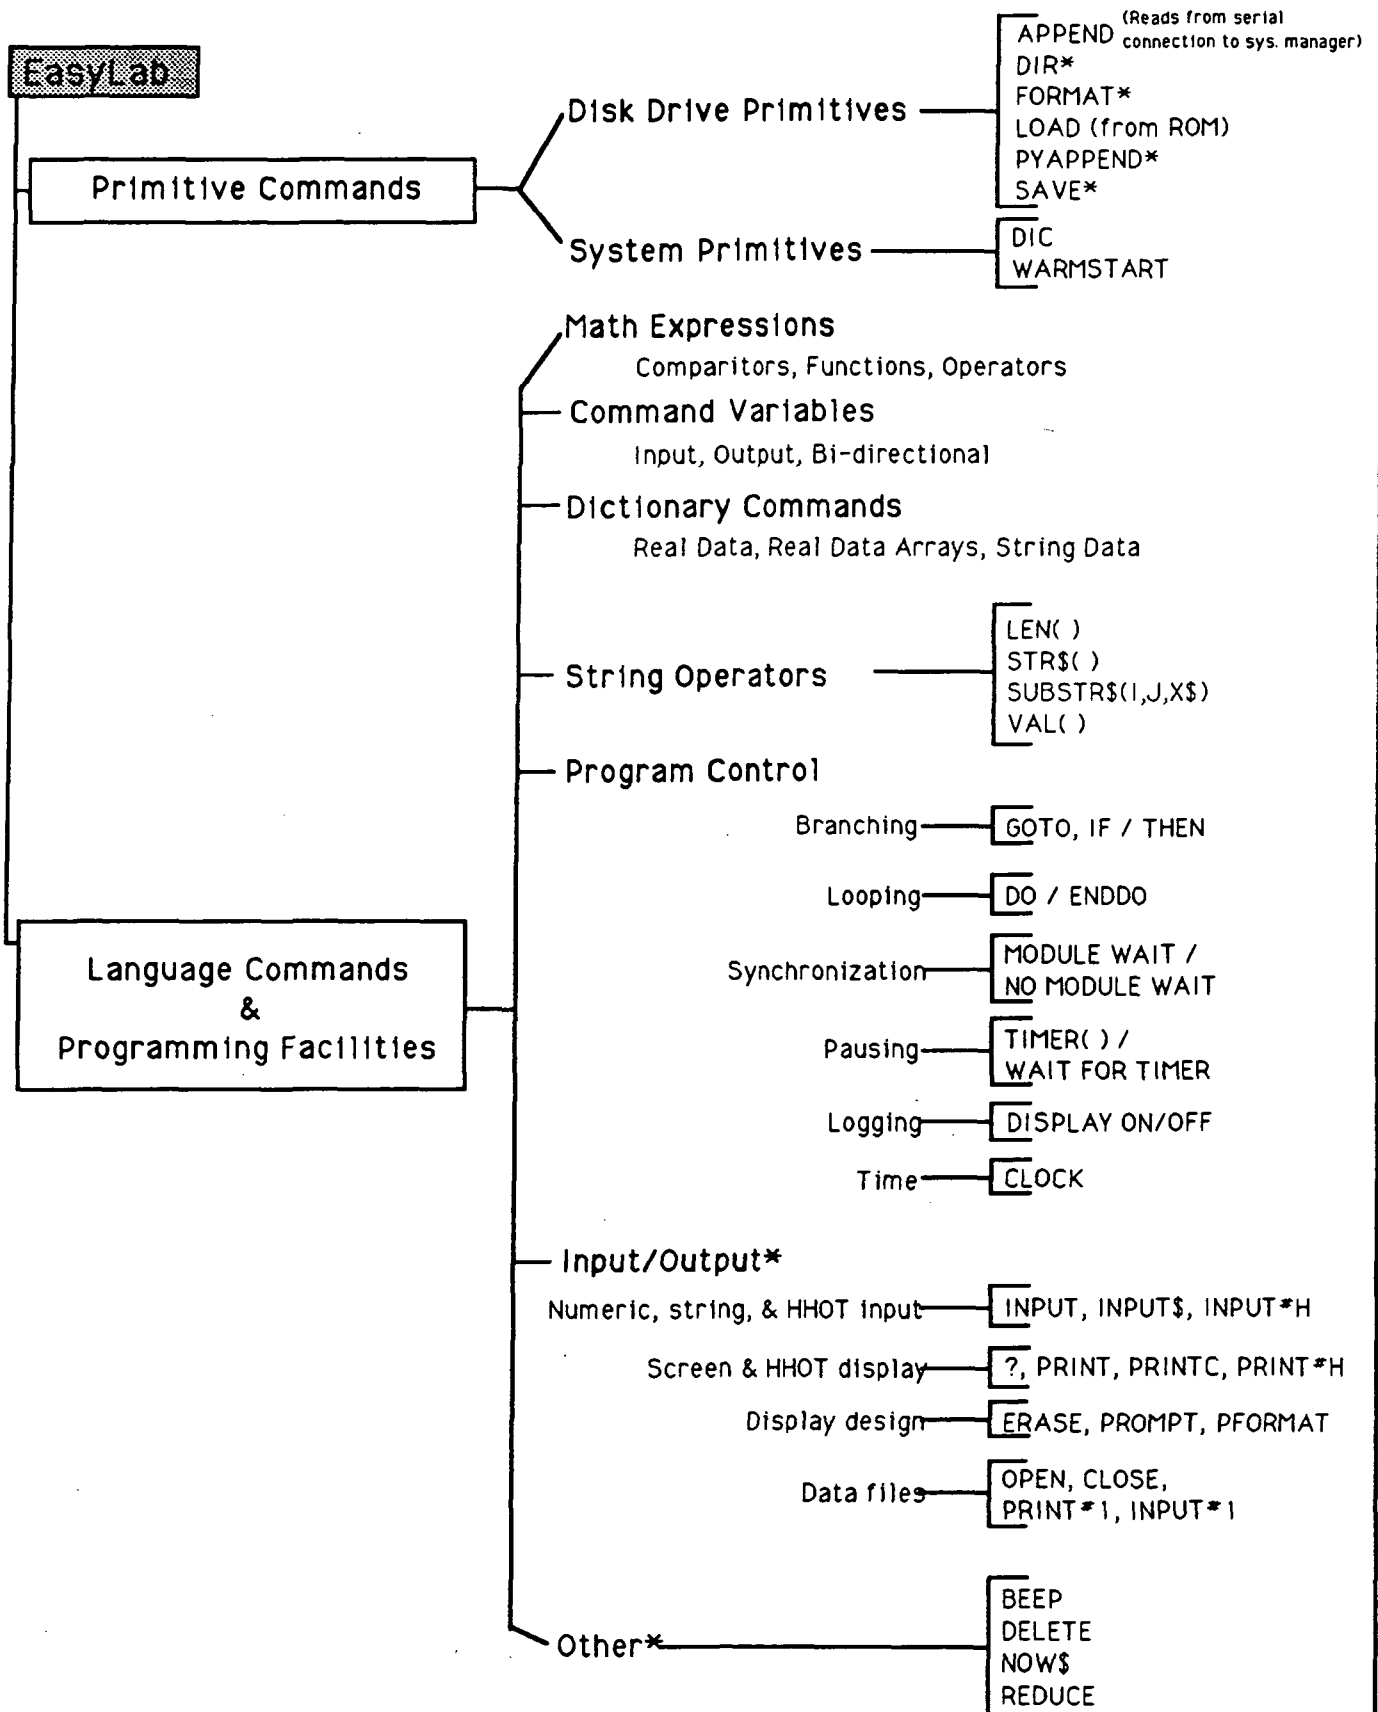 EasyLab
Primitive Commands
Disk Drive Primitives
APPEND (Reads from serial
connection to sys. manager)
DIR*
FORMAT*
LOAD (from ROM)
PYAPPEND*
SAVE*
System Primitives
DIC
WARMSTART
Language Commands
&
Programming Facilities
Math Expressions
Comparitors, Functions, Operators
Command Variables
Input, Output, Bi-directional
Dictionary Commands
Real Data, Real Data Arrays, String Data
String Operators
LEN( )
STR$( )
SUBSTR$(I,J,X$)
VAL( )
Program Control
Branching
GOTO, IF / THEN
Looping
DO / ENDDO
Synchronization
MODULE WAIT /
NO MODULE WAIT
Pausing
TIMER( ) /
WAIT FOR TIMER
Logging
DISPLAY ON/OFF
Time
CLOCK
Input/Output*
Numeric, string, & HHOT input
INPUT, INPUT$, INPUT#H
Screen & HHOT display
?, PRINT, PRINTC, PRINT#H
Display design
ERASE, PROMPT, PFORMAT
Data files
OPEN, CLOSE,
PRINT#1, INPUT#1
Other*
BEEP
DELETE
NOW$
REDUCE